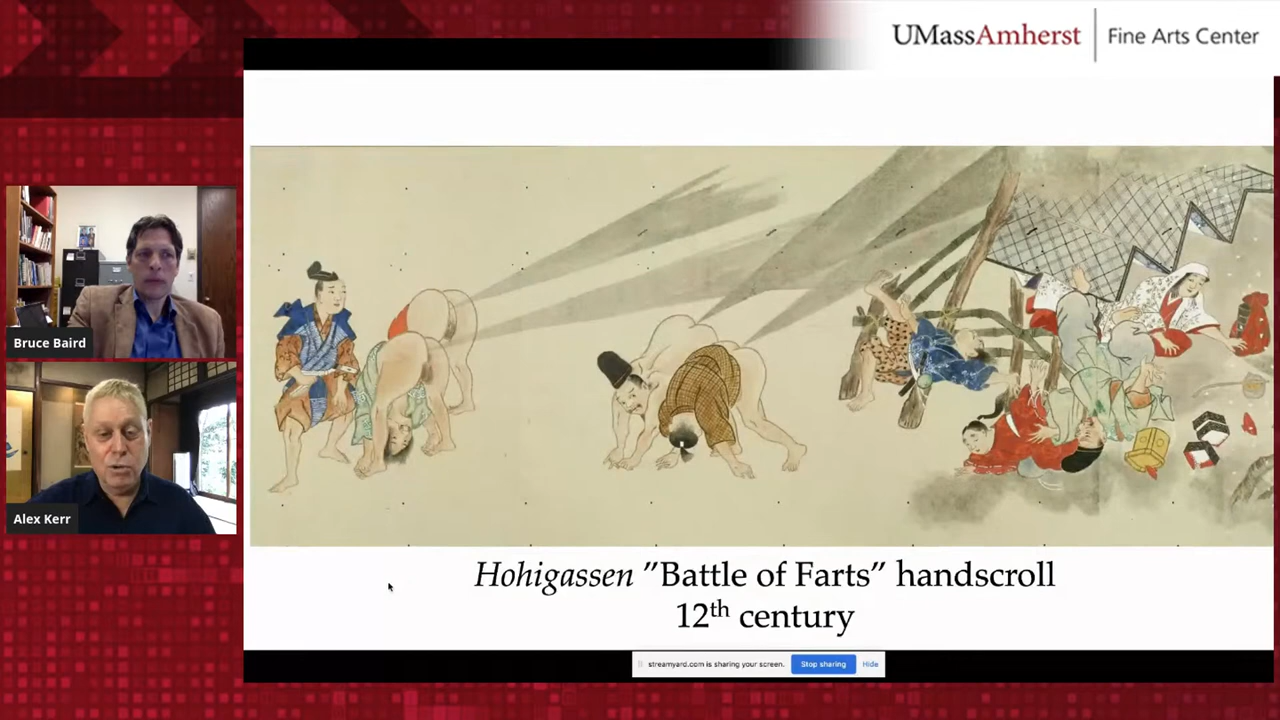 UMassAmherst | Fine Arts Center
Bruce Baird
Alex Kerr
Hohigassen ”Battle of Farts” handscroll
12th century
streamyard.com is sharing your screen. Stop sharing Hide